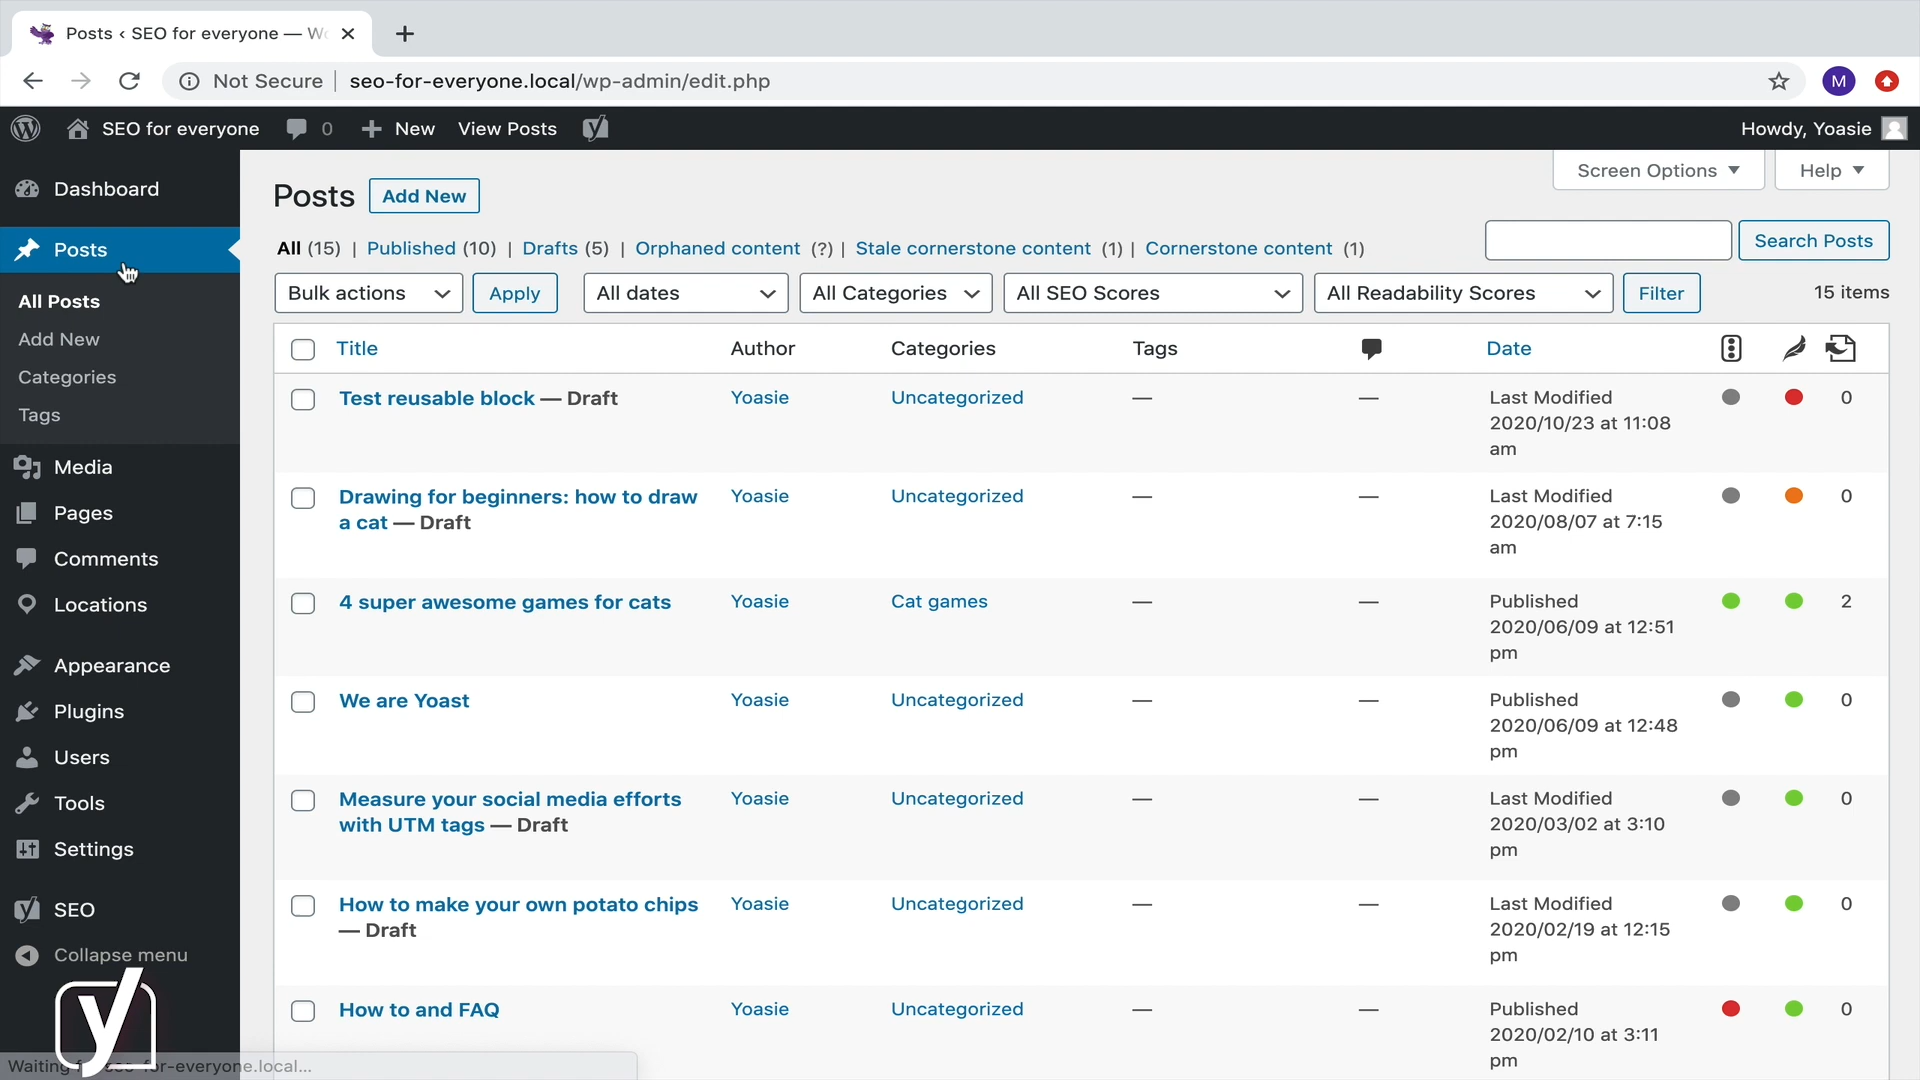 Posts ‹ SEO for everyone — Wo
Not Secure
seo-for-everyone.local/wp-admin/edit.php
M
SEO for everyone
0
New
View Posts
Howdy, Yoasie
Dashboard
Posts
All Posts
Add New
Categories
Tags
Media
Pages
Comments
Locations
Appearance
Plugins
Users
Tools
Settings
SEO
Collapse menu
Screen Options
Help
Posts
Add New
All (15) | Published (10) | Drafts (5) | Orphaned content (?) | Stale cornerstone content (1) | Cornerstone content (1)
Search Posts
Bulk actions
Apply
All dates
All Categories
All SEO Scores
All Readability Scores
Filter
15 items
Title Author Categories Tags Date
Test reusable block — Draft Yoasie Uncategorized — — Last Modified 0
2020/10/23 at 11:08
am
Drawing for beginners: how to draw Yoasie Uncategorized — — Last Modified 0
a cat — Draft 2020/08/07 at 7:15
am
4 super awesome games for cats Yoasie Cat games — — Published 2
2020/06/09 at 12:51
pm
We are Yoast Yoasie Uncategorized — — Published 0
2020/06/09 at 12:48
pm
Measure your social media efforts Yoasie Uncategorized — — Last Modified 0
with UTM tags — Draft 2020/03/02 at 3:10
pm
How to make your own potato chips Yoasie Uncategorized — — Last Modified 0
— Draft 2020/02/19 at 12:15
pm
How to and FAQ Yoasie Uncategorized — — Published 0
2020/02/10 at 3:11
pm
y
Waiting seo-for-everyone.local...